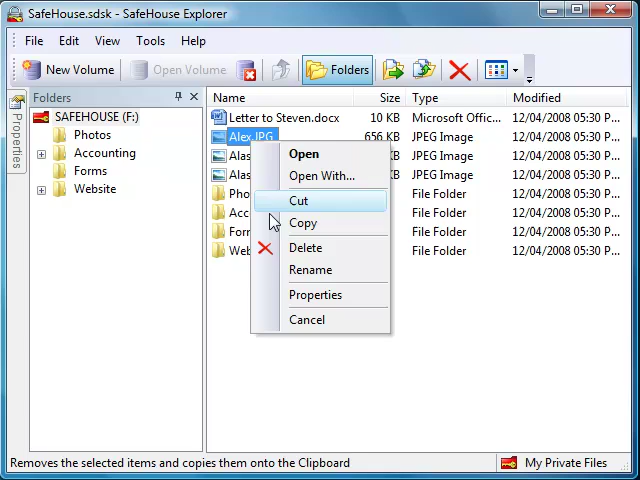 SafeHouse.sdsk - SafeHouse Explorer
File Edit View Tools Help
New Volume Open Volume Folders
Properties
Folders
SAFEHOUSE (F:)
Photos
Accounting
Forms
Website
Name Size Type Modified
Letter to Steven.docx 10 KB Microsoft Offic... 12/04/2008 05:30 P...
Alex.JPG 656 KB JPEG Image 12/04/2008 05:30 P...
Alas KB JPEG Image 12/04/2008 05:30 P...
Alas KB JPEG Image 12/04/2008 05:30 P...
Pho File Folder 12/04/2008 05:30 P...
Acc File Folder 12/04/2008 05:30 P...
For File Folder 12/04/2008 05:30 P...
Web File Folder 12/04/2008 05:30 P...
Open
Open With...
Cut
Copy
Delete
Rename
Properties
Cancel
Removes the selected items and copies them onto the Clipboard
My Private Files